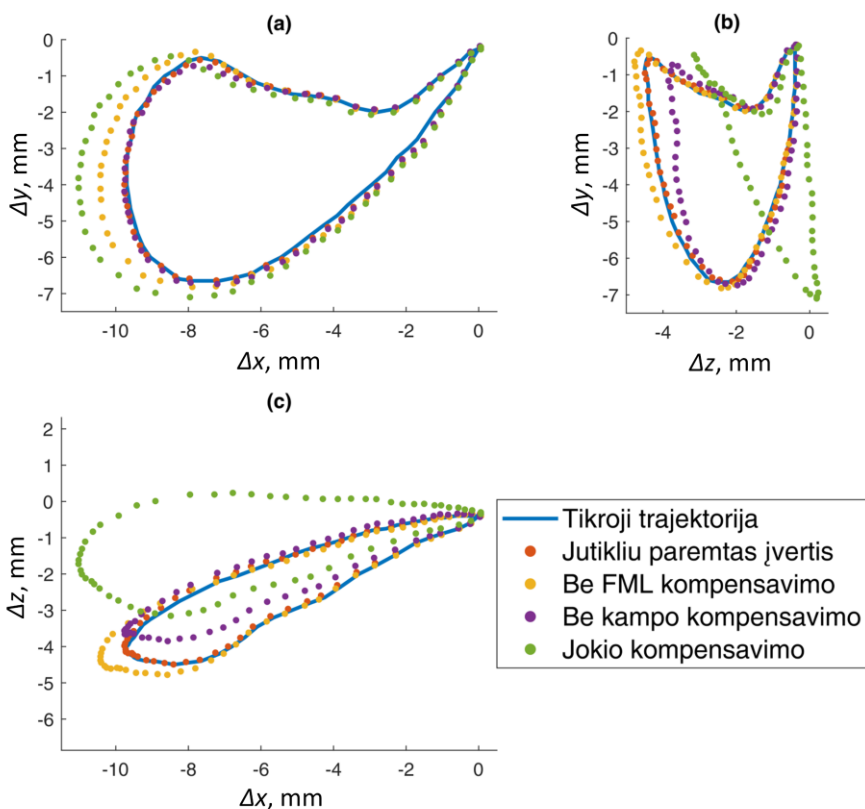 (a)
0
-1
-2
-3
-4
-5
-6
-7
Δy, mm
-10 -8 -6 -4 -2 0
Δx, mm
(b)
0
-1
-2
-3
-4
-5
-6
-7
Δy, mm
-4 -2 0
Δz, mm
(c)
2
1
0
-1
-2
-3
-4
-5
-6
Δz, mm
-10 -8 -6 -4 -2 0
Δx, mm
Tikroji trajektorija
Jutikliu paremtas įvertis
Be FML kompensavimo
Be kampo kompensavimo
Jokio kompensavimo